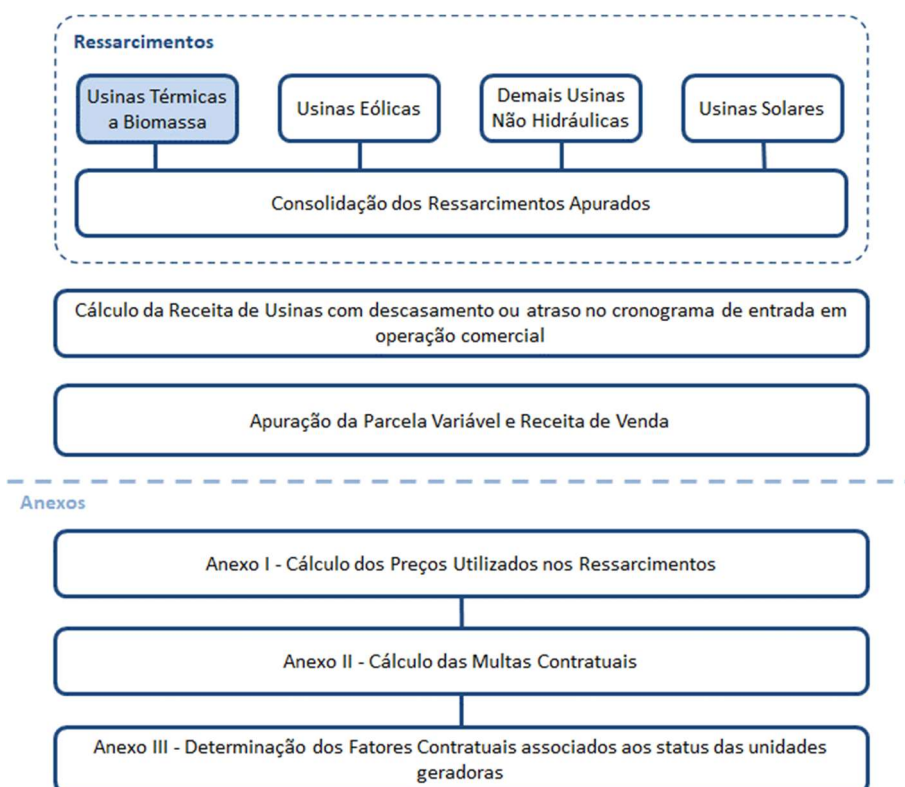 Ressarcimentos
Usinas Térmicas
a Biomassa
Usinas Eólicas
Demais Usinas
Não Hidráulicas
Usinas Solares
Consolidação dos Ressarcimentos Apurados
Cálculo da Receita de Usinas com descasamento ou atraso no cronograma de entrada em
operação comercial
Apuração da Parcela Variável e Receita de Venda
Anexos
Anexo I - Cálculo dos Preços Utilizados nos Ressarcimentos
Anexo II - Cálculo das Multas Contratuais
Anexo III - Determinação dos Fatores Contratuais associados aos status das unidades
geradoras